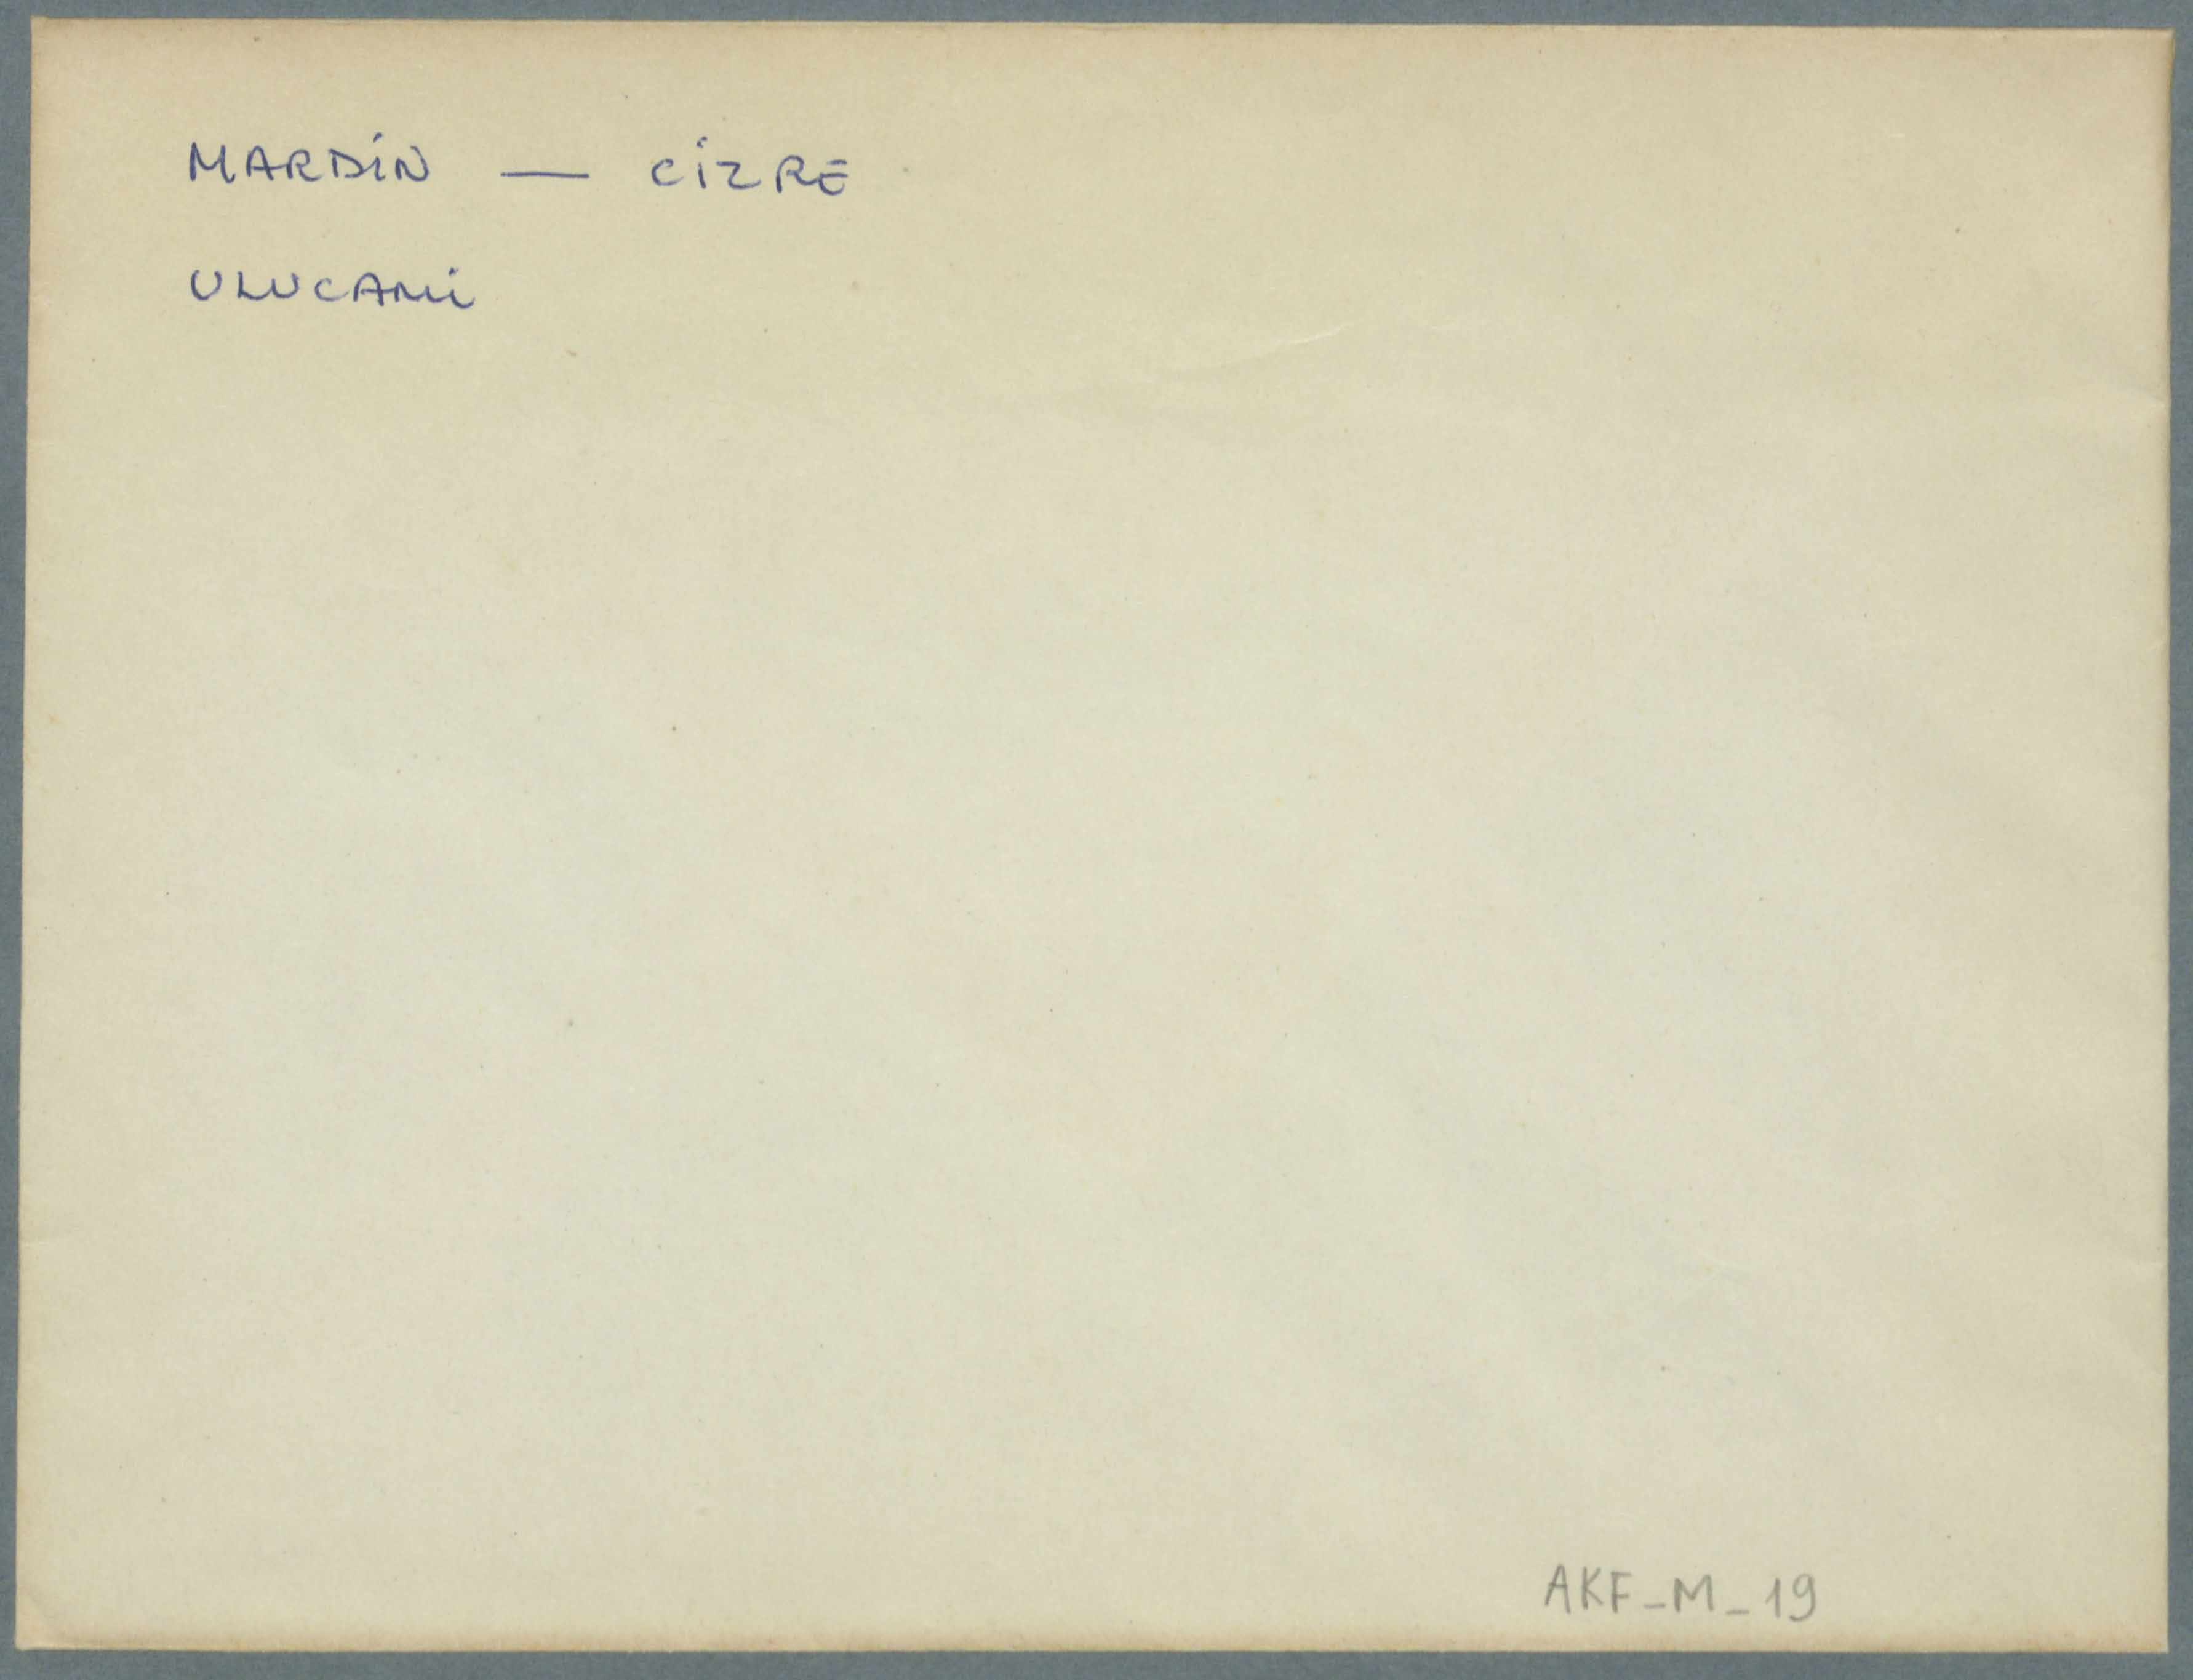 MARDİN — CİZRE
ULUCAMİ
AKF_M_19